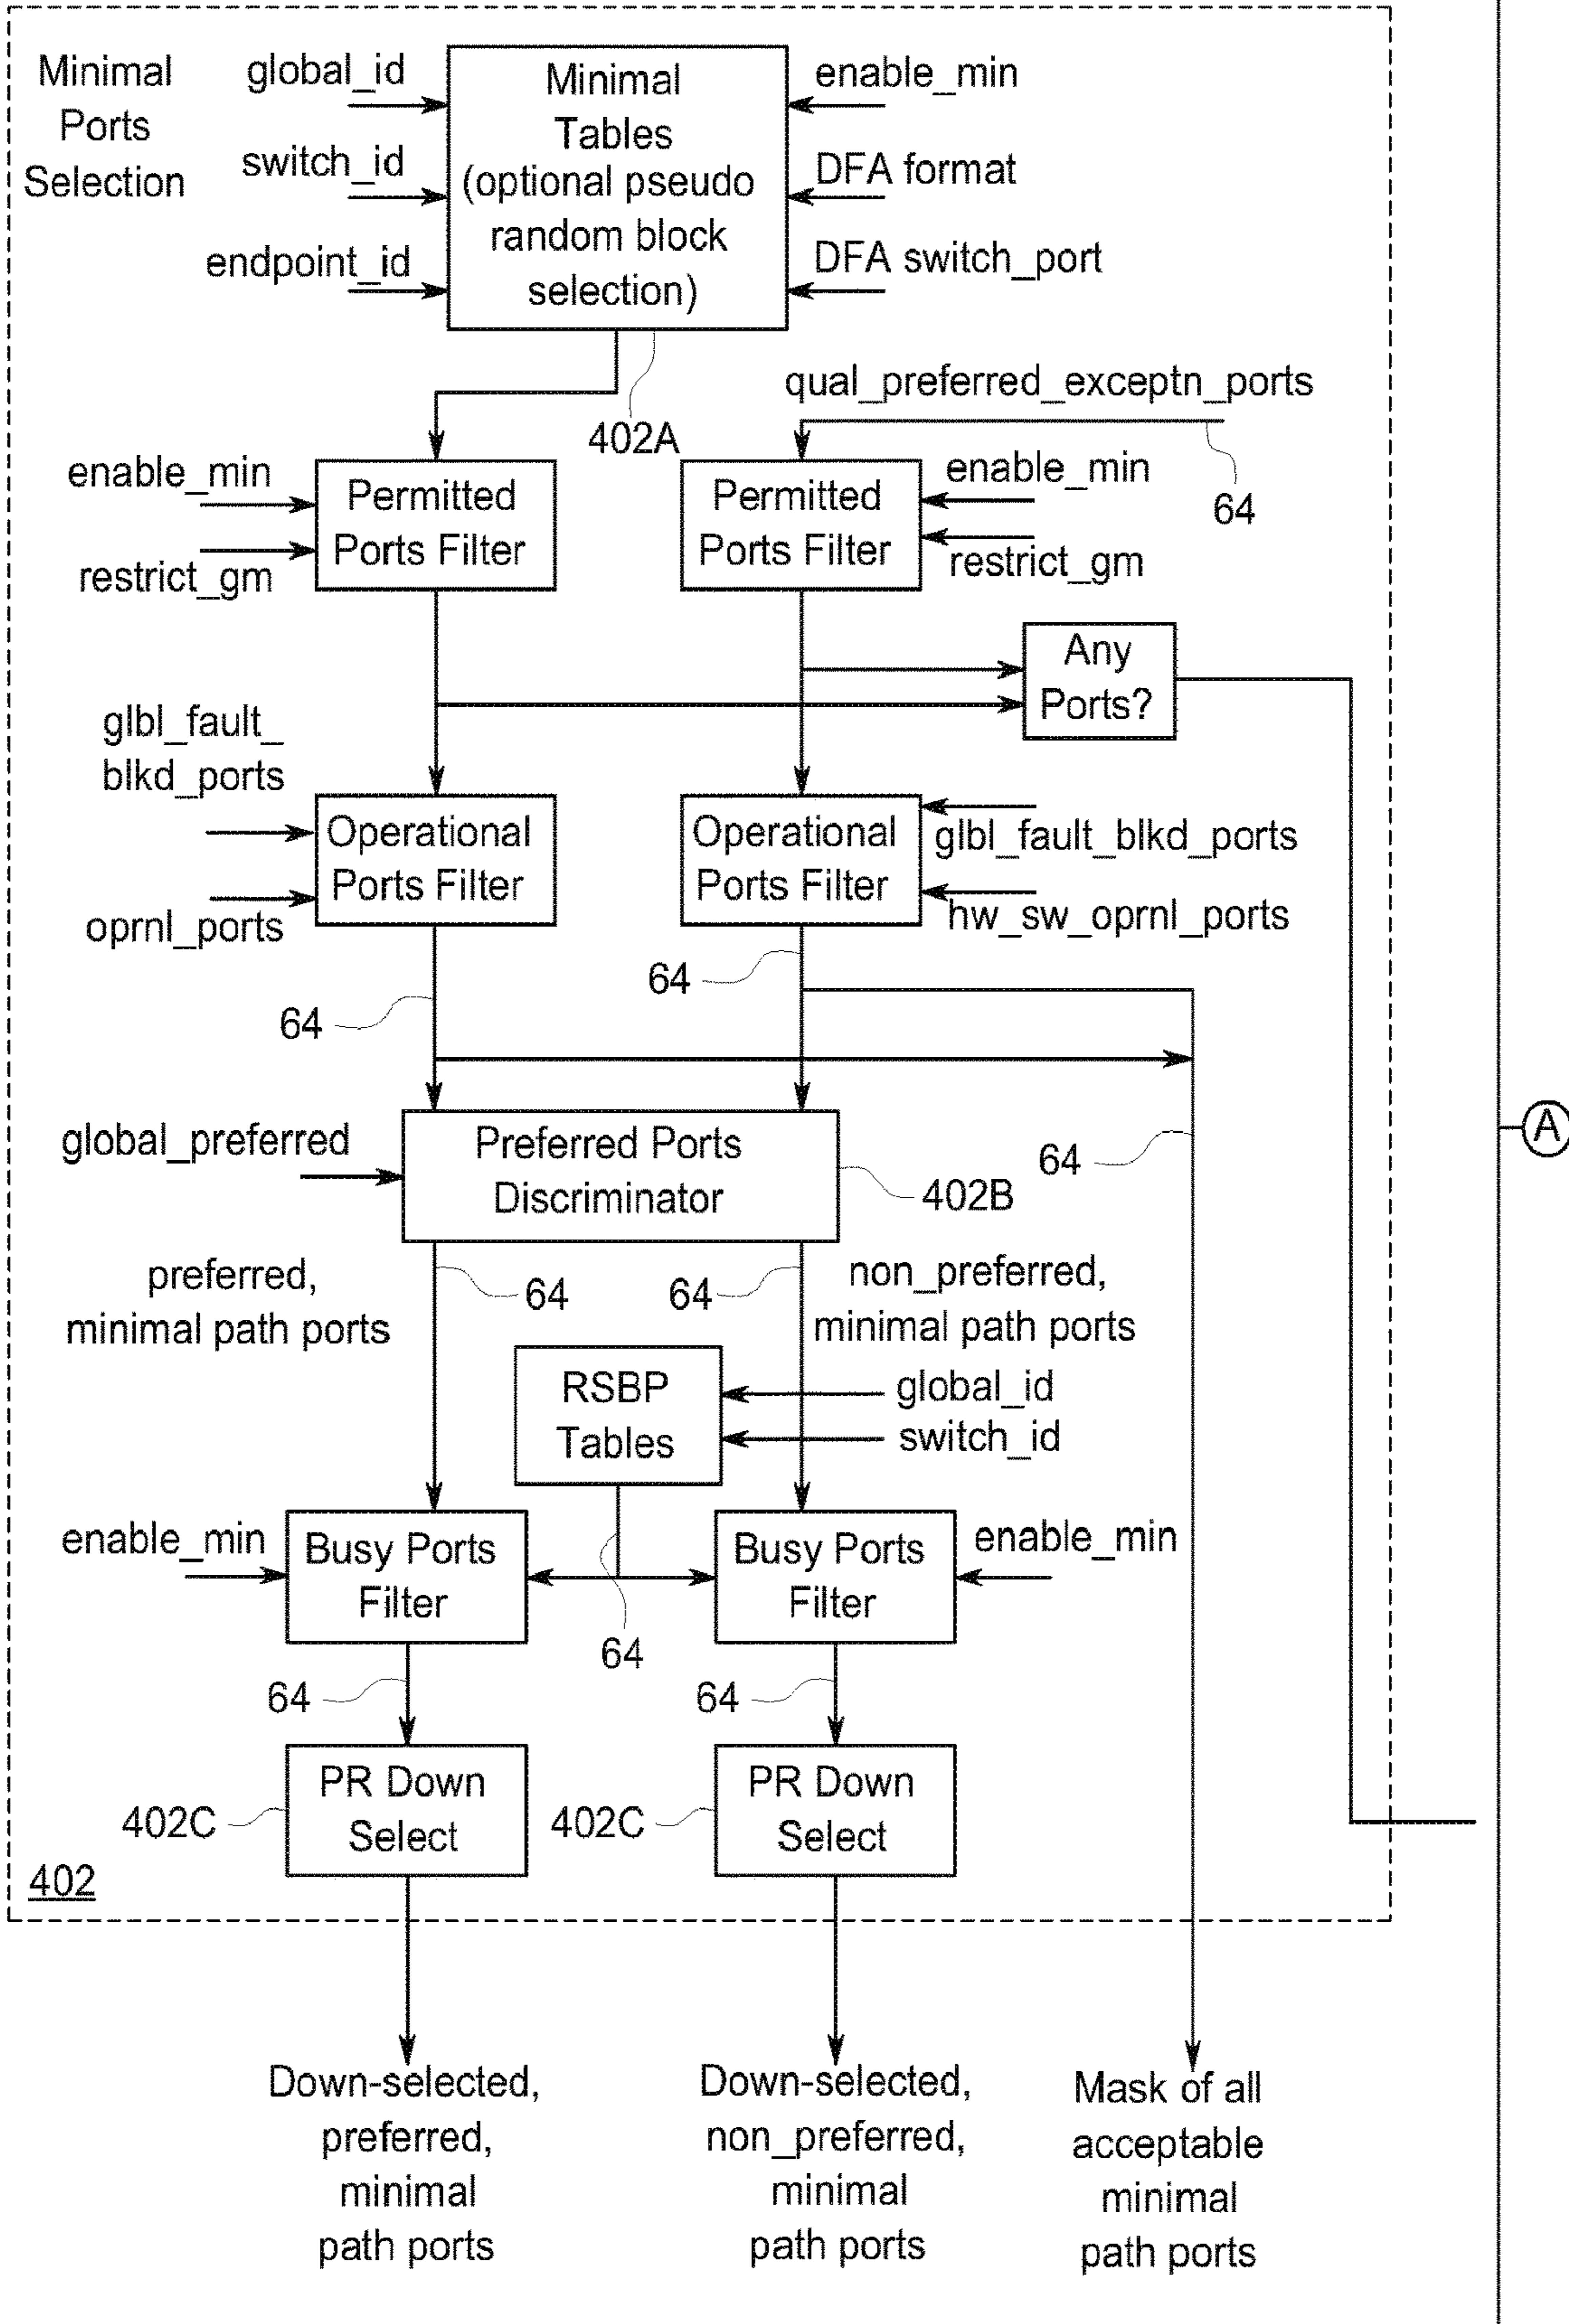 Minimal
Ports
Selection
global_id
switch_id
endpoint_id
Minimal
Tables
(optional pseudo
random block
selection)
enable_min
DFA format
DFA switch_port
402A
qual_preferred_exceptn_ports
64
enable_min
restrict_gm
Permitted
Ports Filter
Permitted
Ports Filter
enable_min
restrict_gm
Any
Ports?
glbl_fault_
blkd_ports
oprnl_ports
Operational
Ports Filter
Operational
Ports Filter
glbl_fault_blkd_ports
hw_sw_oprnl_ports
64
64
global_preferred
Preferred Ports
Discriminator
402B
64
A
preferred,
minimal path ports
64
64
non_preferred,
minimal path ports
RSBP
Tables
global_id
switch_id
enable_min
Busy Ports
Filter
64
Busy Ports
Filter
enable_min
64
64
402C
PR Down
Select
402C
PR Down
Select
402
Down-selected,
preferred,
minimal
path ports
Down-selected,
non_preferred,
minimal
path ports
Mask of all
acceptable
minimal
path ports